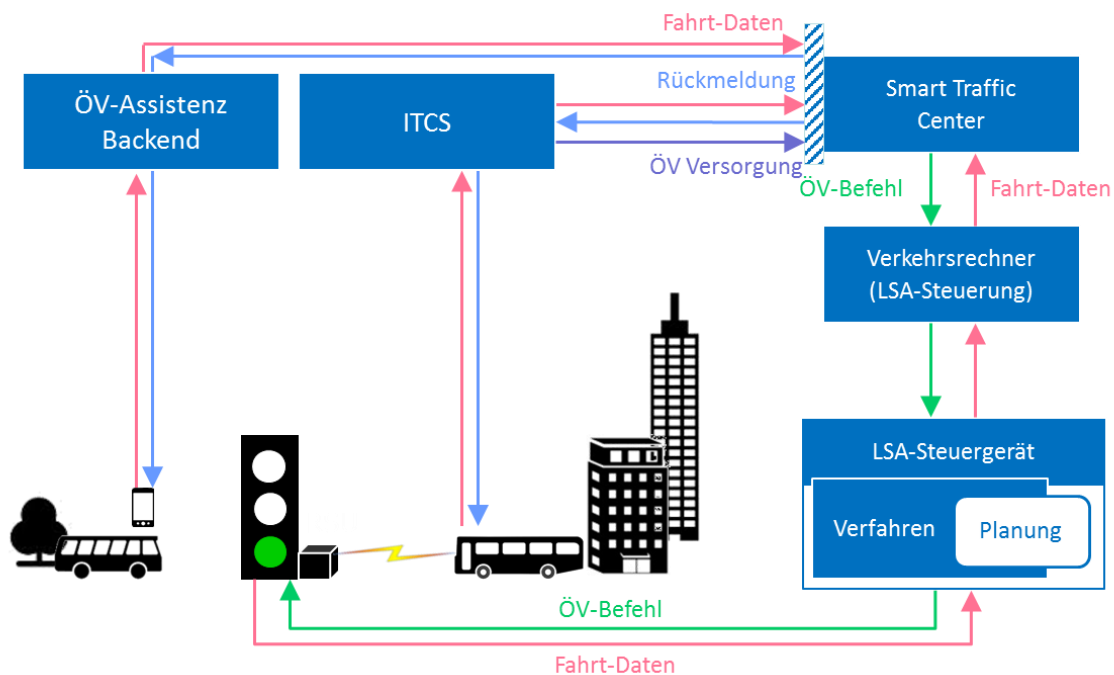 Fahrt-Daten
ÖV-Assistenz
Backend
ITCS
Rückmeldung
Smart Traffic
Center
ÖV Versorgung
ÖV-Befehl
Fahrt-Daten
Verkehrsrechner
(LSA-Steuerung)
LSA-Steuergerät
Verfahren
Planung
ÖV-Befehl
Fahrt-Daten